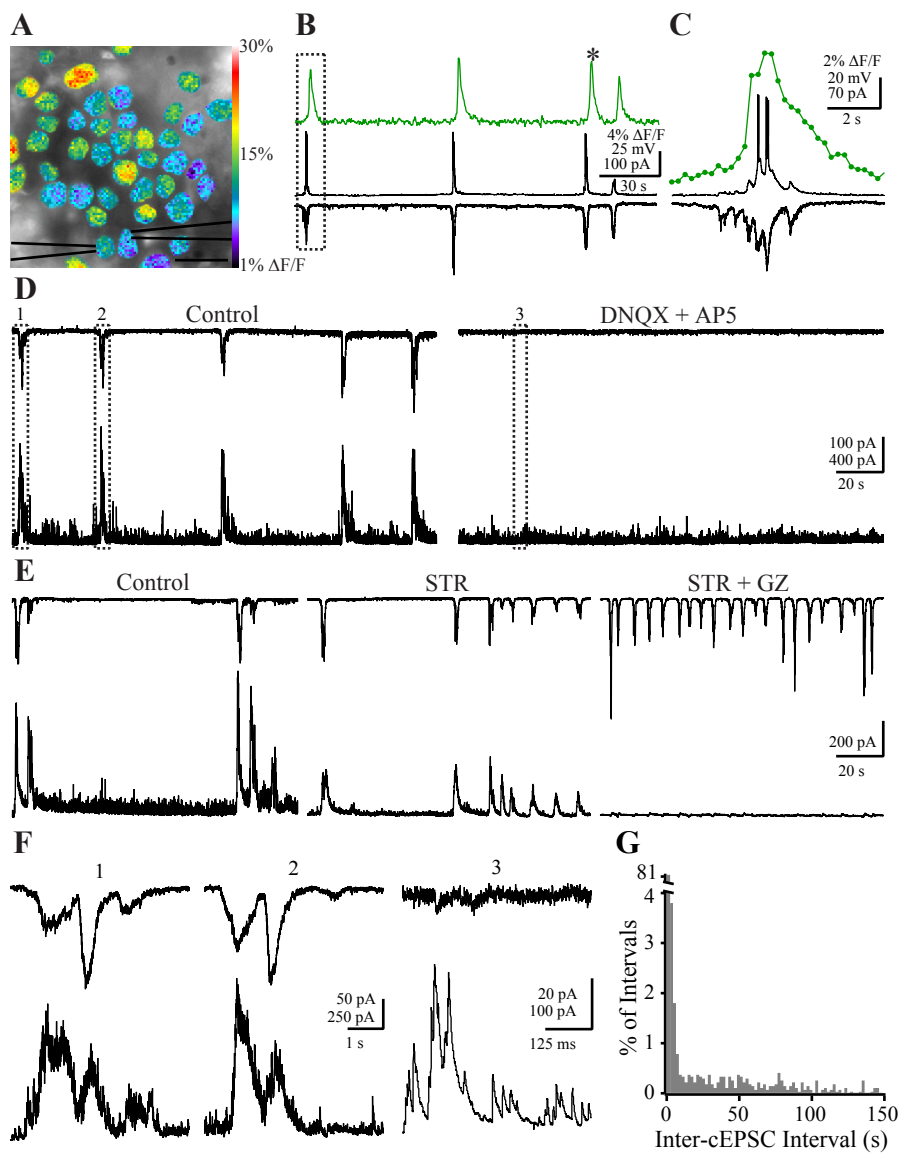 A
30%
15%
1% ΔF/F
B
*
4% ΔF/F
25 mV
100 pA
30 s
C
2% ΔF/F
20 mV
70 pA
2 s
D
1
2
Control
3
DNQX + AP5
100 pA
400 pA
20 s
E
Control
STR
STR + GZ
200 pA
20 s
F
1
2
3
50 pA
250 pA
1 s
20 pA
100 pA
125 ms
G
81
4
3
2
1
0
% of Intervals
0
50
100
150
Inter-cEPSC Interval (s)